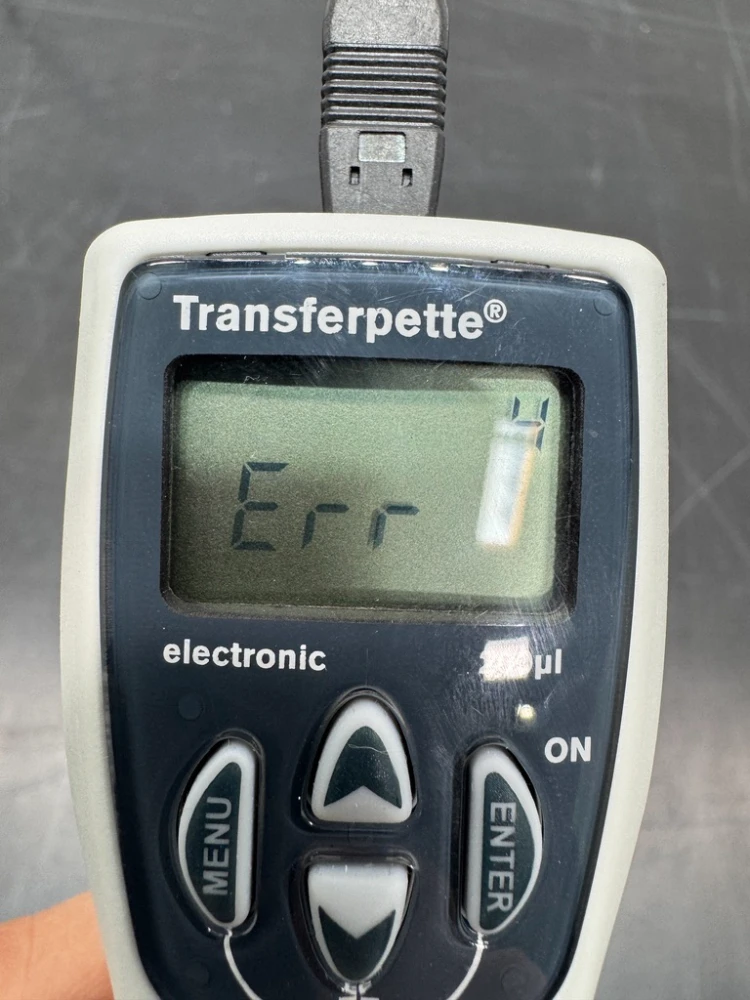 Transferpette®
4
Err
electronic
µl
ON
MENU
ENTER